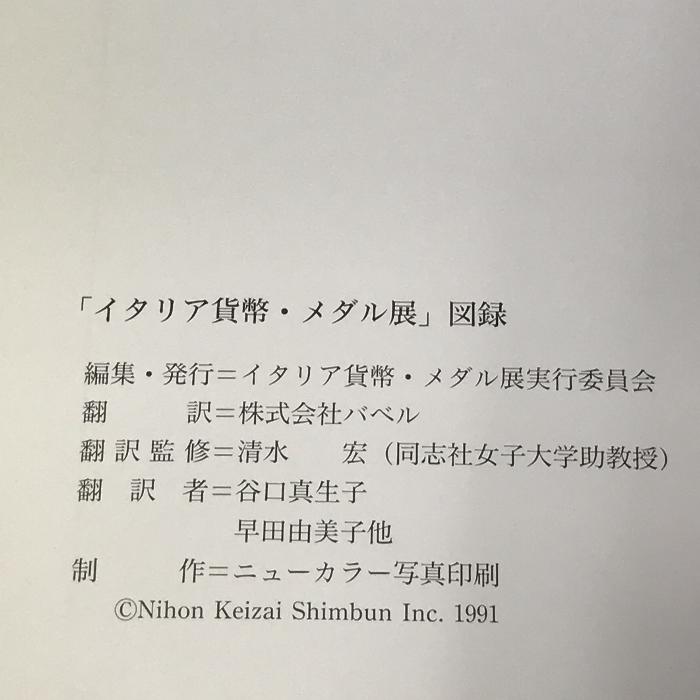 「イタリア貨幣・メダル展」図録
編集・発行＝イタリア貨幣・メダル展実行委員会
翻　　　訳＝株式会社バベル
翻訳監修＝清水　　宏（同志社女子大学助教授）
翻　訳　者＝谷口真生子
早田由美子他
制　　　作＝ニューカラー写真印刷
©Nihon Keizai Shimbun Inc. 1991